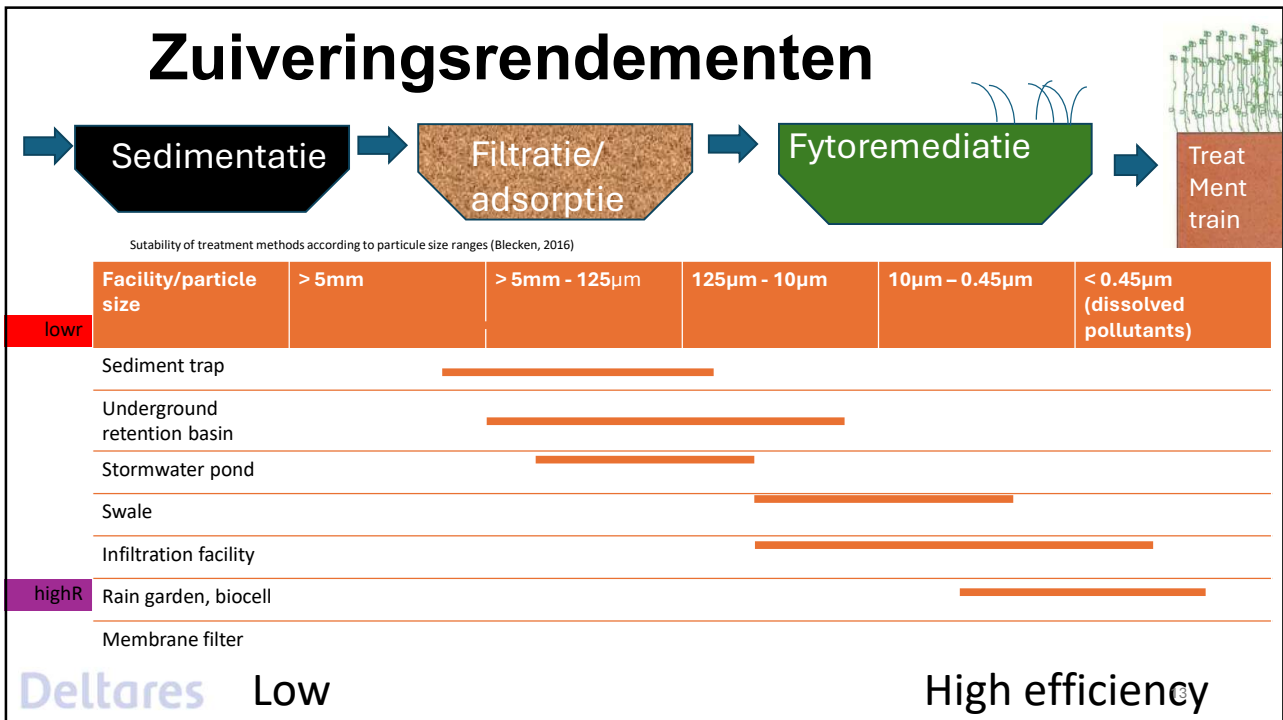 Zuiveringsrendementen
Sedimentatie
Filtratie/
adsorptie
Fytoremediatie
Treat
Ment
train
Sutability of treatment methods according to particule size ranges (Blecken, 2016)
Facility/particle
size
> 5mm
> 5mm - 125µm
125µm - 10µm
10µm – 0.45µm
< 0.45µm
(dissolved
pollutants)
lowr
Sediment trap
Underground
retention basin
Stormwater pond
Swale
Infiltration facility
highR
Rain garden, biocell
Membrane filter
Deltares
Low
High efficiency
13